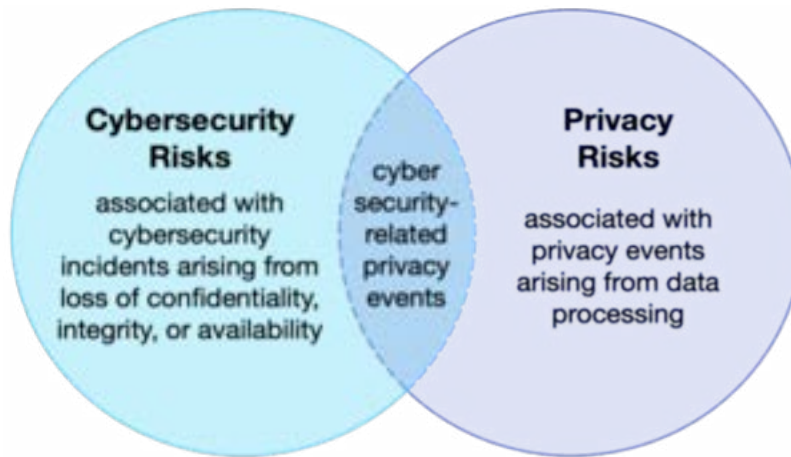 Cybersecurity
Risks
associated with
cybersecurity
incidents arising from
loss of confidentiality,
integrity, or availability
cyber
security-
related
privacy
events
Privacy
Risks
associated with
privacy events
arising from data
processing